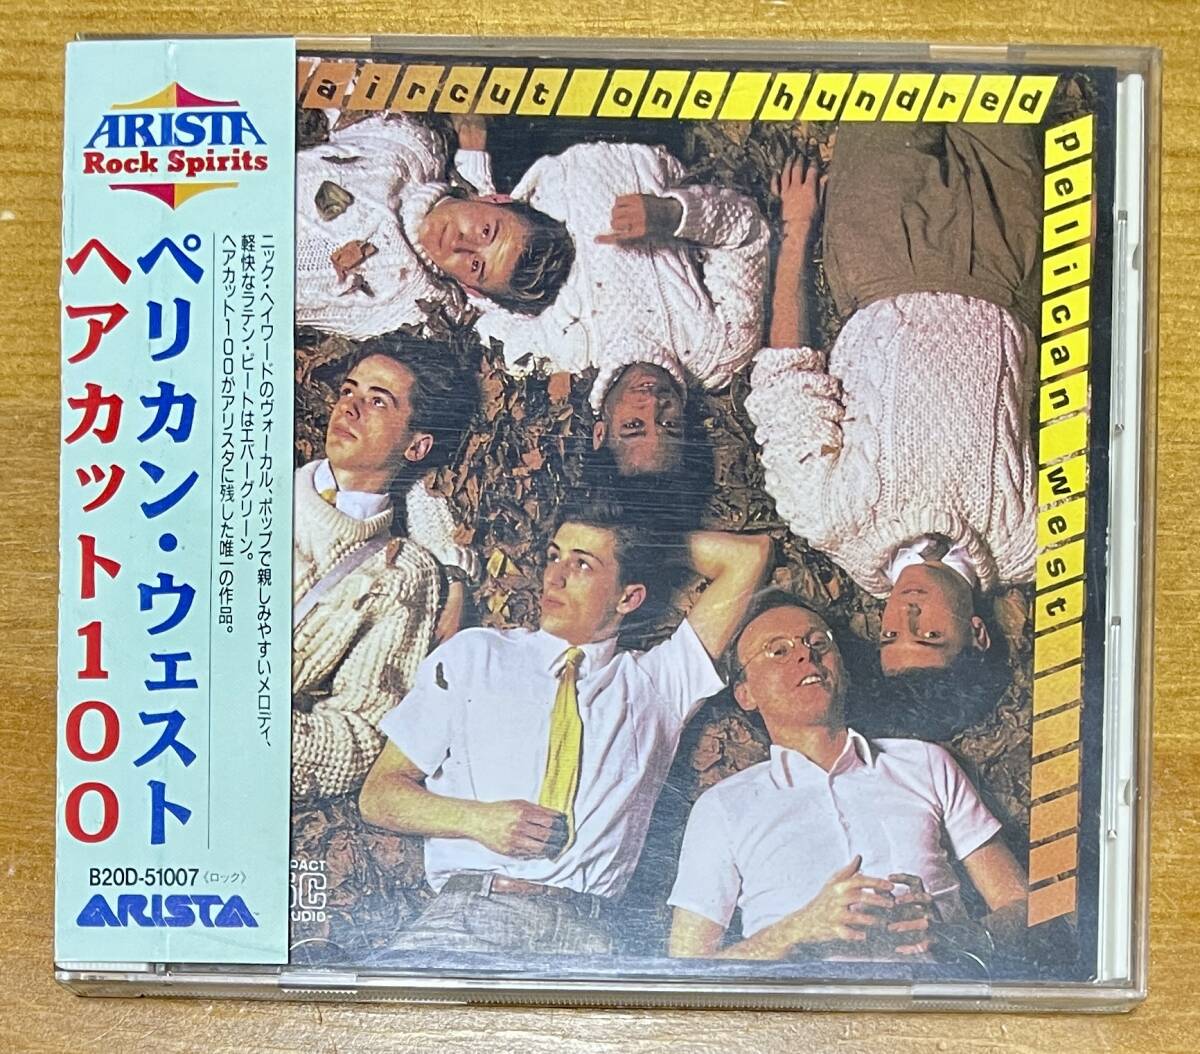 ARISTA
Rock Spirits
ペリカン・ウェスト
ヘアカット100
ニック・ヘイワードのヴォーカル、ポップで親しみやすいメロディ、
軽快なラテン・ビートはエバーグリーン。
ヘアカット100がアリスタに残した唯一の作品。
B20D-51007《ロック》
ARISTA
aircut one hundred
pelican west
PACT
SC
UDIO